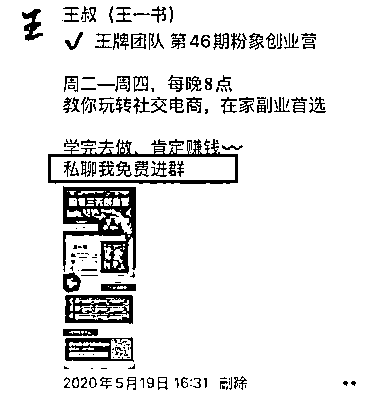 王
王叔（王一书）
✓ 王牌团队 第46期粉象创业营
周二—周四，每晚8点
教你玩转社交电商，在家副业首选
学完去做、肯定赚钱~~
私聊我免费进群
2020年5月19日 16:31 删除